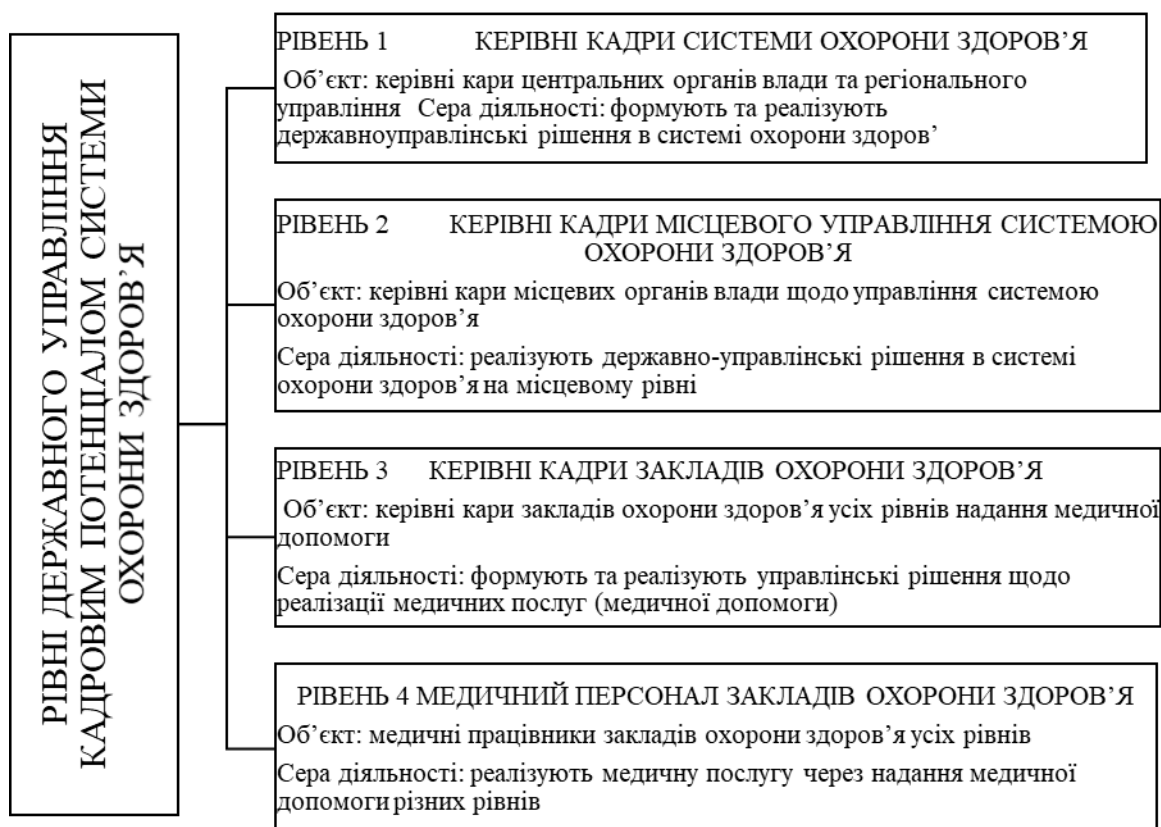 РІВНІ ДЕРЖАВНОГО УПРАВЛІННЯ
КАДРОВИМ ПОТЕНЦІАЛОМ СИСТЕМИ
ОХОРОНИ ЗДОРОВ’Я
РІВЕНЬ 1 КЕРІВНІ КАДРИ СИСТЕМИ ОХОРОНИ ЗДОРОВ’Я
Об’єкт: керівні кари центральних органів влади та регіонального
управління Сера діяльності: формують та реалізують
державноуправлінські рішення в системі охорони здоров’
РІВЕНЬ 2 КЕРІВНІ КАДРИ МІСЦЕВОГО УПРАВЛІННЯ СИСТЕМОЮ
ОХОРОНИ ЗДОРОВ’Я
Об’єкт: керівні кари місцевих органів влади щодо управління системою
охорони здоров’я
Сера діяльності: реалізують державно-управлінські рішення в системі
охорони здоров’я на місцевому рівні
РІВЕНЬ 3 КЕРІВНІ КАДРИ ЗАКЛАДІВ ОХОРОНИ ЗДОРОВ’Я
Об’єкт: керівні кари закладів охорони здоров’я усіх рівнів надання медичної
допомоги
Сера діяльності: формують та реалізують управлінські рішення щодо
реалізації медичних послуг (медичної допомоги)
РІВЕНЬ 4 МЕДИЧНИЙ ПЕРСОНАЛ ЗАКЛАДІВ ОХОРОНИ ЗДОРОВ’Я
Об’єкт: медичні працівники закладів охорони здоров’я усіх рівнів
Сера діяльності: реалізують медичну послугу через надання медичної
допомоги різних рівнів